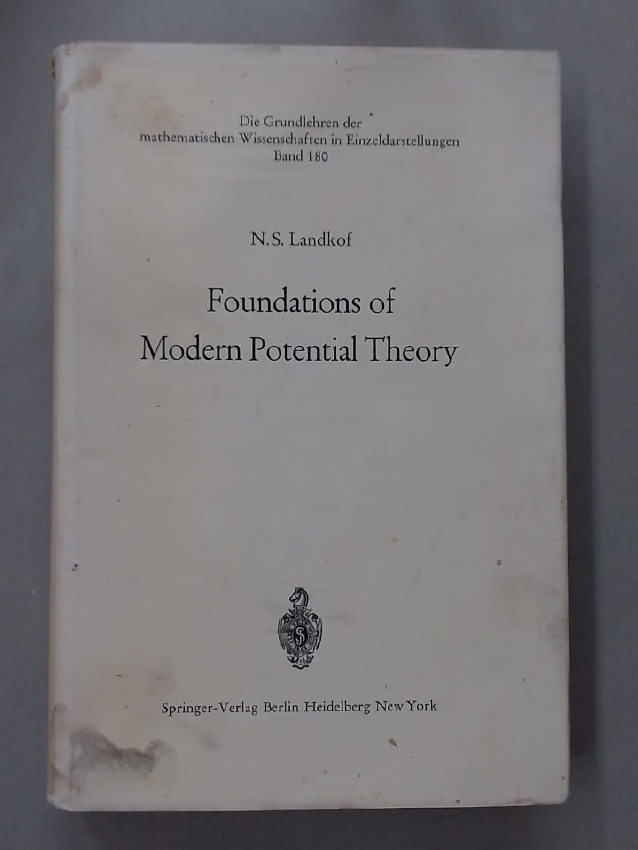 Die Grundlehren der
mathematischen Wissenschaften in Einzeldarstellungen
Band 180
N. S. Landkof
Foundations of
Modern Potential Theory
Springer-Verlag Berlin Heidelberg New York